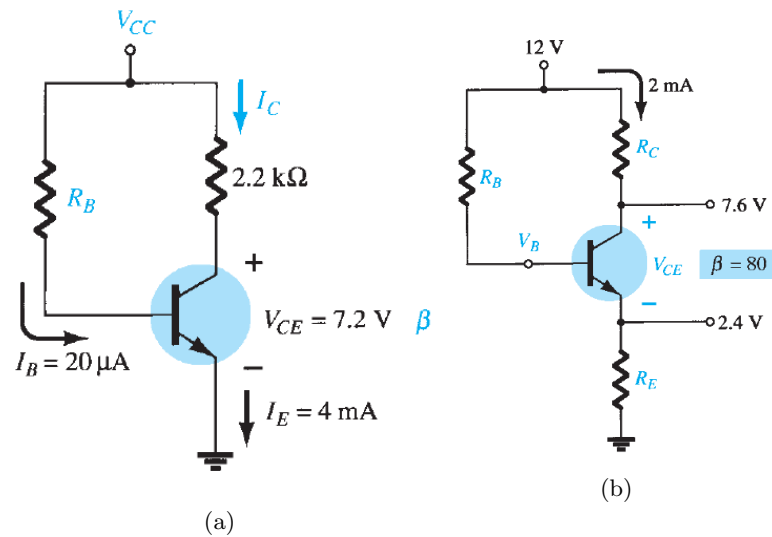 V_CC
I_C
R_B
2.2 kΩ
+
V_CE = 7.2 V β
−
I_B = 20 μA
I_E = 4 mA
(a)
12 V
2 mA
R_C
R_B
7.6 V
+
V_B
V_CE β = 80
−
2.4 V
R_E
(b)